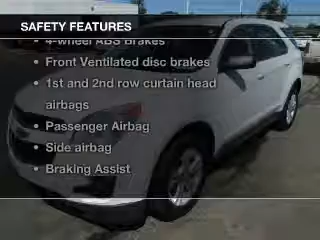 SAFETY FEATURES
• 4-wheel ABS Brakes
• Front Ventilated disc brakes
• 1st and 2nd row curtain head
airbags
• Passenger Airbag
• Side airbag
• Braking Assist